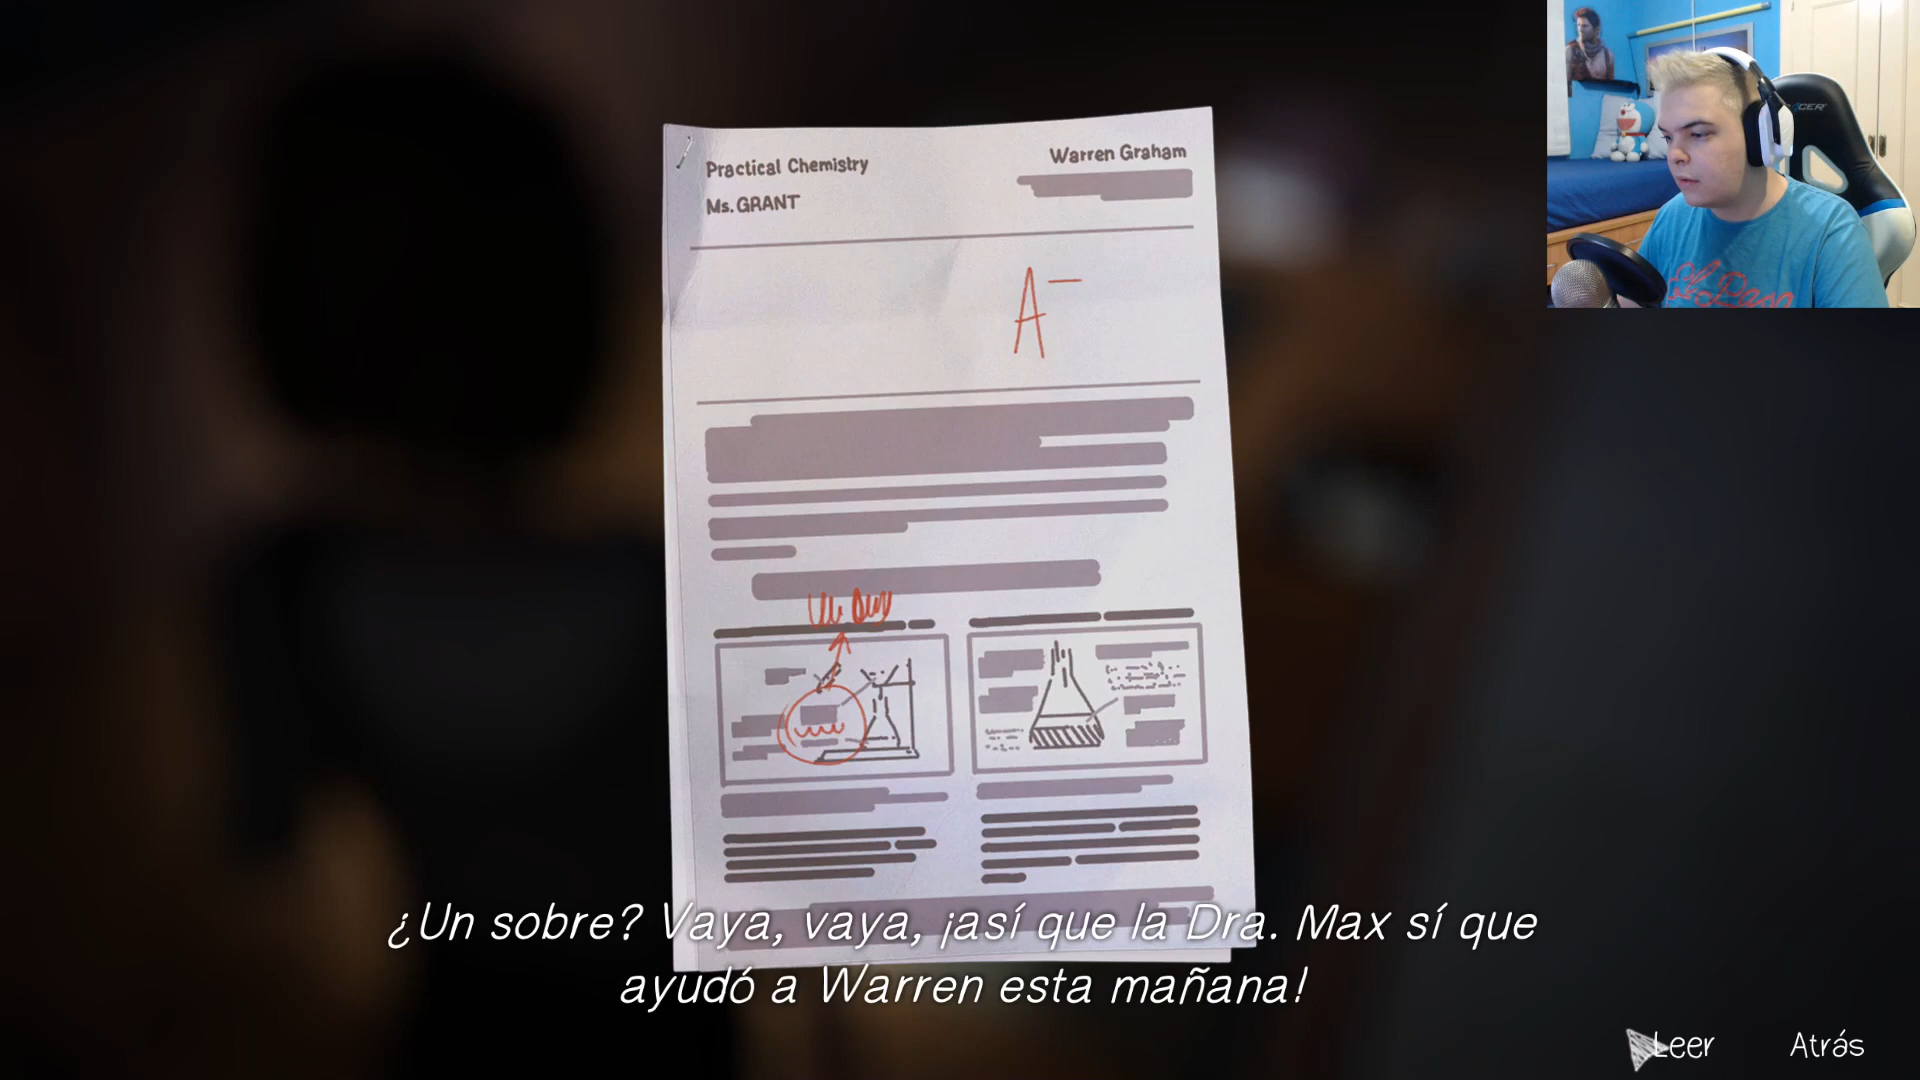 Practical Chemistry
Warren Graham
Ms. GRANT
A-
¿Un sobre? Vaya, vaya, ¡así que la Dra. Max sí que
ayudó a Warren esta mañana!
Leer
Atrás